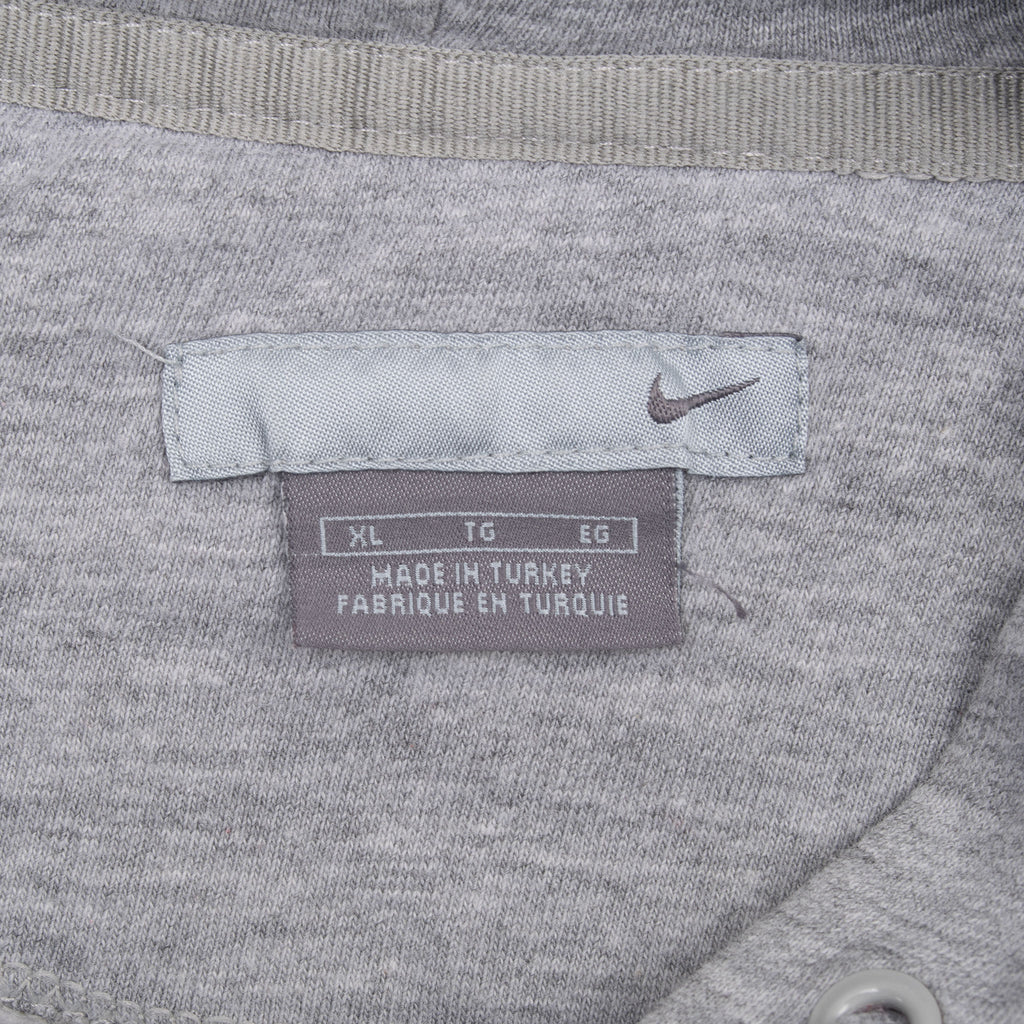 XL TG EG
MADE IN TURKEY
FABRIQUE EN TURQUIE